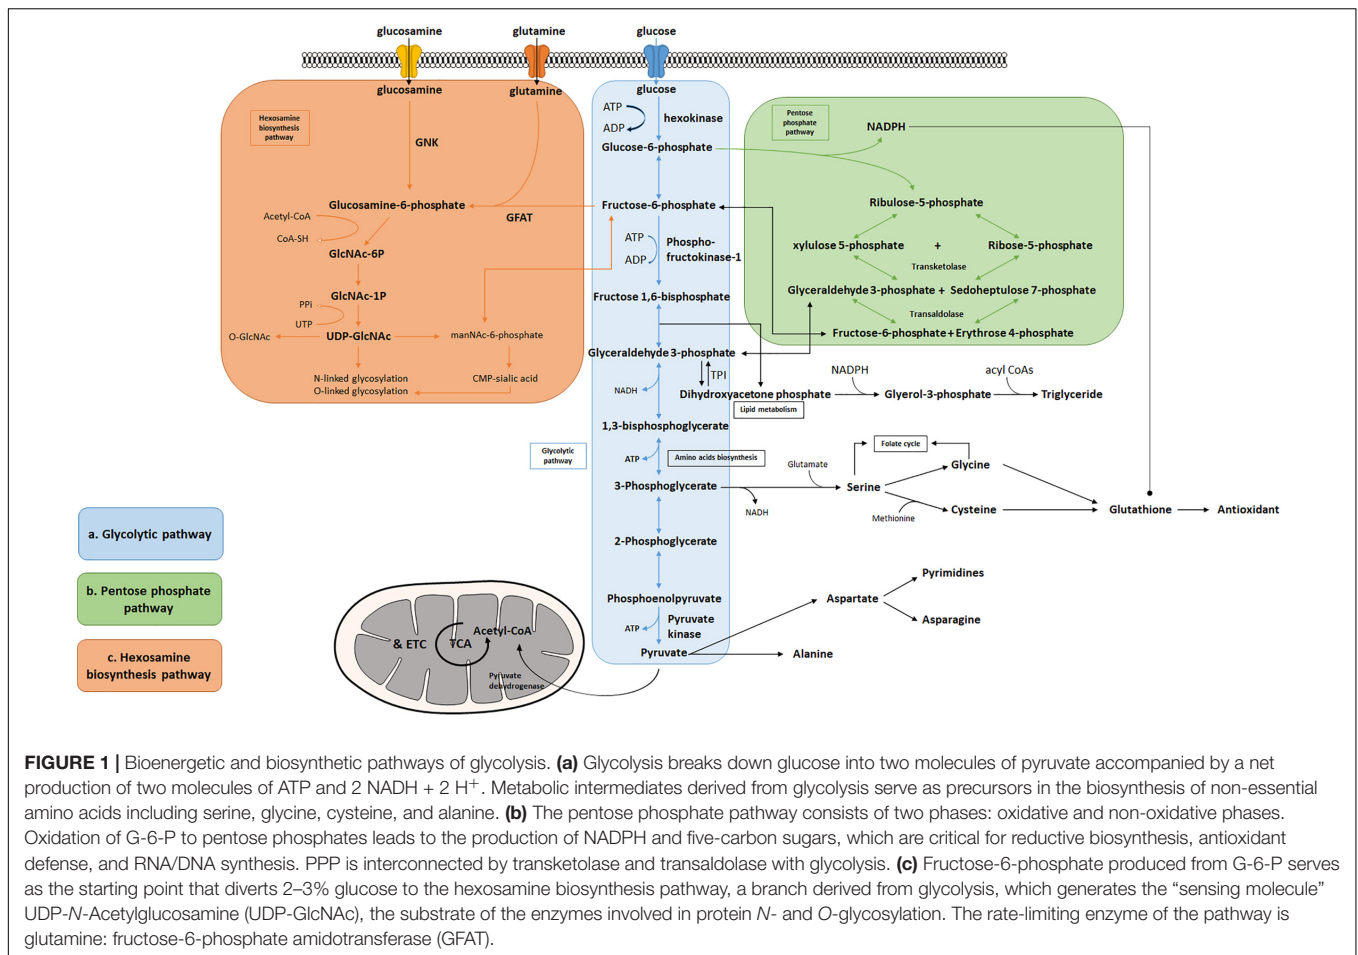 glucosamine
glutamine
glucose
glucosamine
glutamine
glucose
Hexosamine
biosynthesis
pathway
GNK
Glucosamine-6-phosphate
GFAT
Acetyl-CoA
CoA-SH
GlcNAc-6P
GlcNAc-1P
PPi
UTP
O-GlcNAc
UDP-GlcNAc
manNAc-6-phosphate
N-linked glycosylation
O-linked glycosylation
CMP-sialic acid
ATP
ADP
hexokinase
Glucose-6-phosphate
Fructose-6-phosphate
ATP
ADP
Phospho-
fructokinase-1
Fructose 1,6-bisphosphate
Glyceraldehyde 3-phosphate
TPI
NADH
Dihydroxyacetone phosphate
Lipid metabolism
1,3-bisphosphoglycerate
Glycolytic
pathway
ATP
Amino acids biosynthesis
3-Phosphoglycerate
2-Phosphoglycerate
Phosphoenolpyruvate
ATP
Pyruvate
kinase
Pyruvate
Pentose
phosphate
pathway
NADPH
Ribulose-5-phosphate
xylulose 5-phosphate
+
Ribose-5-phosphate
Transketolase
Glyceraldehyde 3-phosphate + Sedoheptulose 7-phosphate
Transaldolase
Fructose-6-phosphate + Erythrose 4-phosphate
NADPH
acyl CoAs
Glyerol-3-phosphate
Triglyceride
Folate cycle
Glutamate
Glycine
Serine
NADH
Methionine
Cysteine
Glutathione
Antioxidant
Pyrimidines
Aspartate
Asparagine
Alanine
a. Glycolytic pathway
b. Pentose phosphate
pathway
c. Hexosamine
biosynthesis pathway
Acetyl-CoA
& ETC
TCA
Pyruvate
dehydrogenase
FIGURE 1 | Bioenergetic and biosynthetic pathways of glycolysis. (a) Glycolysis breaks down glucose into two molecules of pyruvate accompanied by a net
production of two molecules of ATP and 2 NADH + 2 H+. Metabolic intermediates derived from glycolysis serve as precursors in the biosynthesis of non-essential
amino acids including serine, glycine, cysteine, and alanine. (b) The pentose phosphate pathway consists of two phases: oxidative and non-oxidative phases.
Oxidation of G-6-P to pentose phosphates leads to the production of NADPH and five-carbon sugars, which are critical for reductive biosynthesis, antioxidant
defense, and RNA/DNA synthesis. PPP is interconnected by transketolase and transaldolase with glycolysis. (c) Fructose-6-phosphate produced from G-6-P serves
as the starting point that diverts 2–3% glucose to the hexosamine biosynthesis pathway, a branch derived from glycolysis, which generates the “sensing molecule”
UDP-N-Acetylglucosamine (UDP-GlcNAc), the substrate of the enzymes involved in protein N- and O-glycosylation. The rate-limiting enzyme of the pathway is
glutamine: fructose-6-phosphate amidotransferase (GFAT).